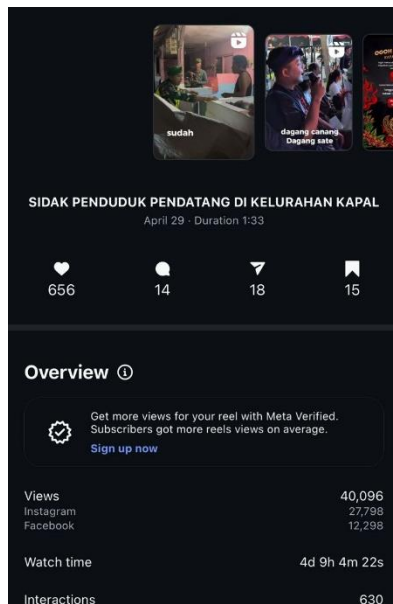 sudah
dagang canang
Dagang sate
SIDAK PENDUDUK PENDATANG DI KELURAHAN KAPAL
April 29 · Duration 1:33
656
14
18
15
Overview
Get more views for your reel with Meta Verified.
Subscribers got more reels views on average.
Sign up now
Views 40,096
Instagram 27,798
Facebook 12,298
Watch time 4d 9h 4m 22s
Interactions 630